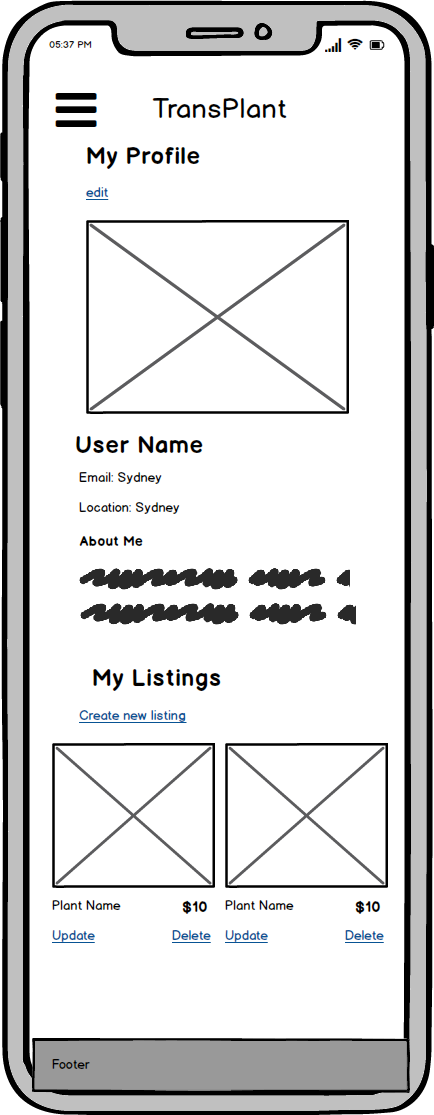 05:37 PM
TransPlant
My Profile
edit
User Name
Email: Sydney
Location: Sydney
About Me
My Listings
Create new listing
Plant Name $10 Plant Name $10
Update Delete Update Delete
Footer